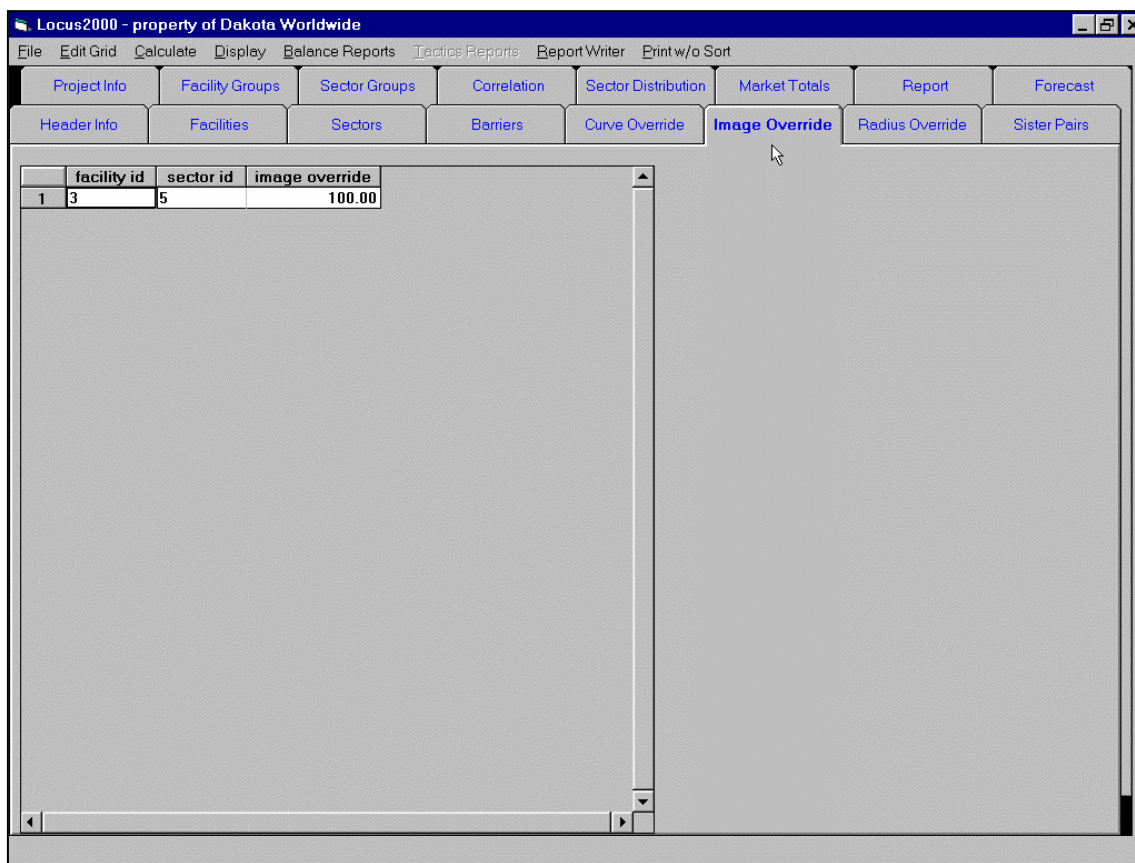 Locus2000 - property of Dakota Worldwide
File Edit Grid Calculate Display Balance Reports Tactics Reports Report Writer Print w/o Sort
Project Info Facility Groups Sector Groups Correlation Sector Distribution Market Totals Report Forecast
Header Info Facilities Sectors Barriers Curve Override Image Override Radius Override Sister Pairs
facility id sector id image override
1 3 5 100.00